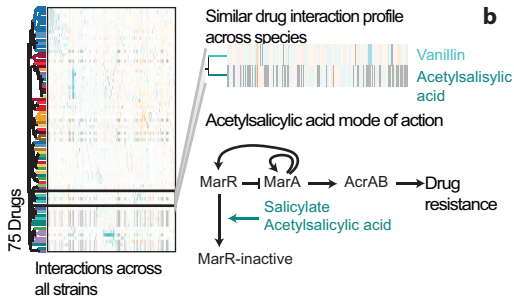 Similar drug interaction profile
across species
b
Vanillin
Acetylsalisylic
acid
Acetylsalicylic acid mode of action
MarR
MarA
AcrAB
Drug
resistance
Salicylate
Acetylsalicylic acid
MarR-inactive
75 Drugs
Interactions across
all strains